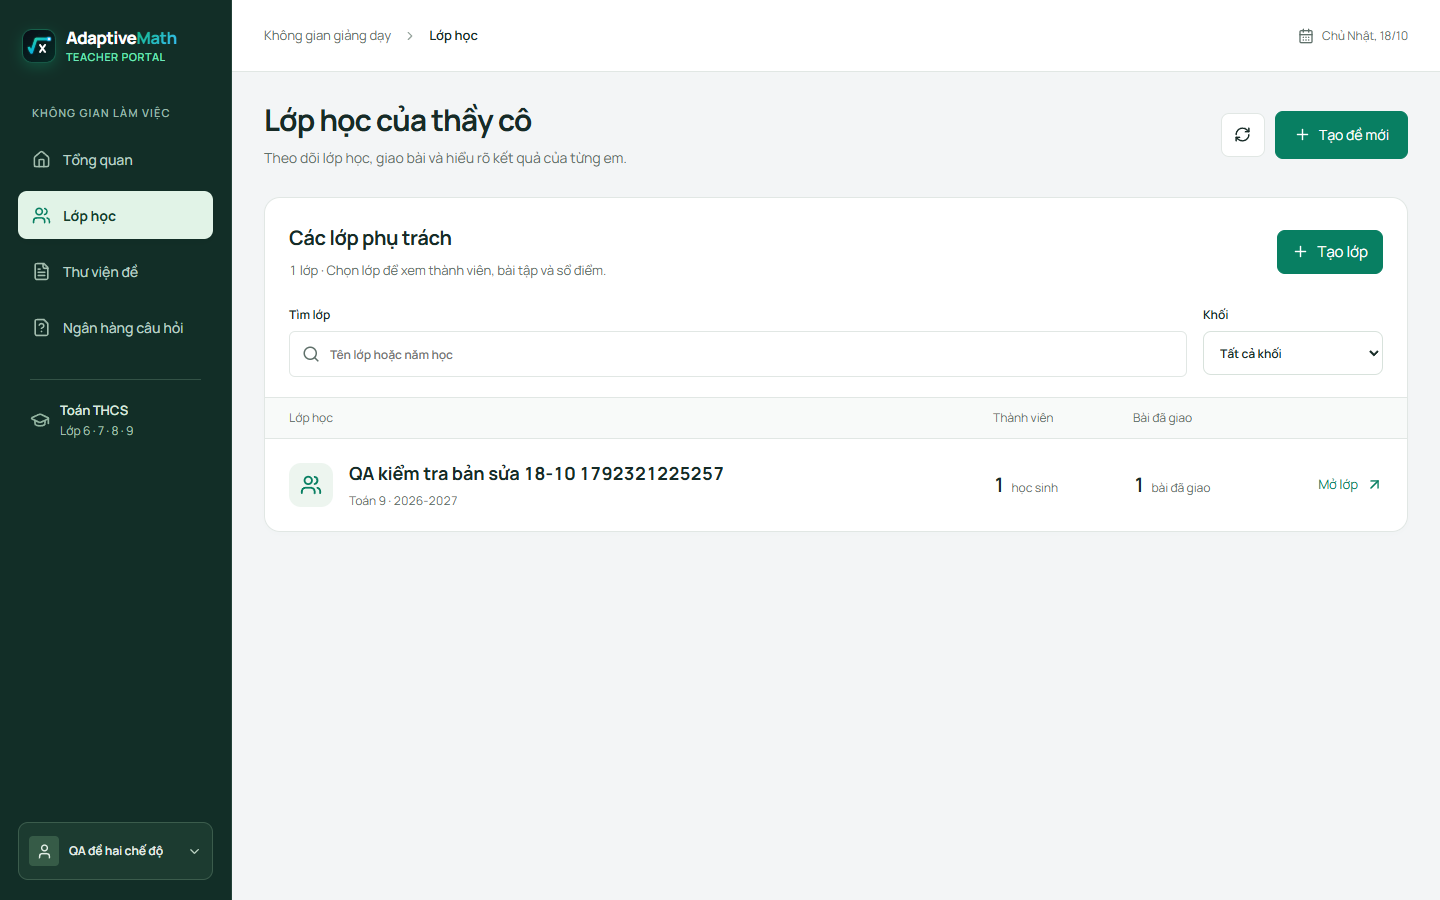 AdaptiveMath
TEACHER PORTAL
KHÔNG GIAN LÀM VIỆC
Tổng quan
Lớp học
Thư viện đề
Ngân hàng câu hỏi
Toán THCS
Lớp 6 · 7 · 8 · 9
QA đề hai chế độ
Không gian giảng dạy > Lớp học
Chủ Nhật, 18/10
Lớp học của thầy cô
Theo dõi lớp học, giao bài và hiểu rõ kết quả của từng em.
+ Tạo đề mới
Các lớp phụ trách
1 lớp · Chọn lớp để xem thành viên, bài tập và sổ điểm.
+ Tạo lớp
Tìm lớp
Tên lớp hoặc năm học
Khối
Tất cả khối
Lớp học Thành viên Bài đã giao
QA kiểm tra bản sửa 18-10 1792321225257
Toán 9 · 2026-2027
1 học sinh
1 bài đã giao
Mở lớp